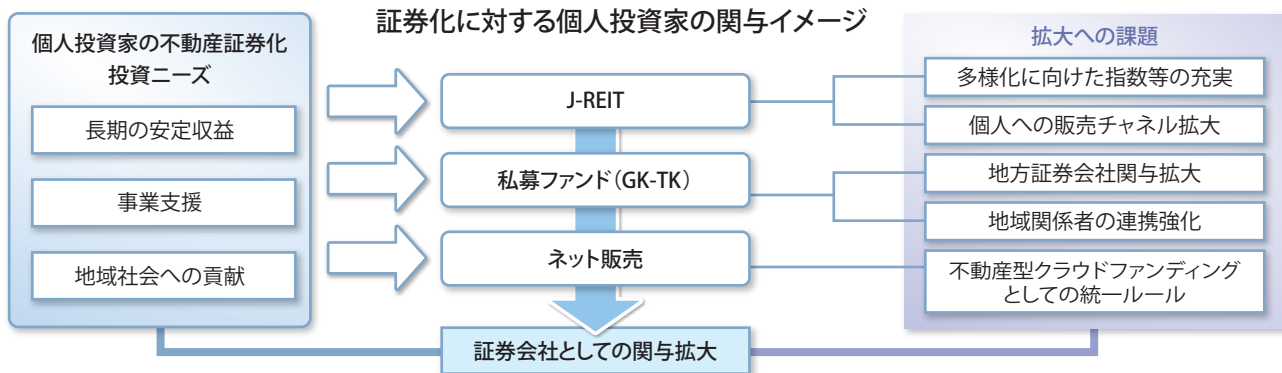 証券化に対する個人投資家の関与イメージ
個人投資家の不動産証券化
投資ニーズ
長期の安定収益
事業支援
地域社会への貢献
J-REIT
私募ファンド（GK-TK）
ネット販売
証券会社としての関与拡大
拡大への課題
多様化に向けた指数等の充実
個人への販売チャネル拡大
地方証券会社関与拡大
地域関係者の連携強化
不動産型クラウドファンディング
としての統一ルール